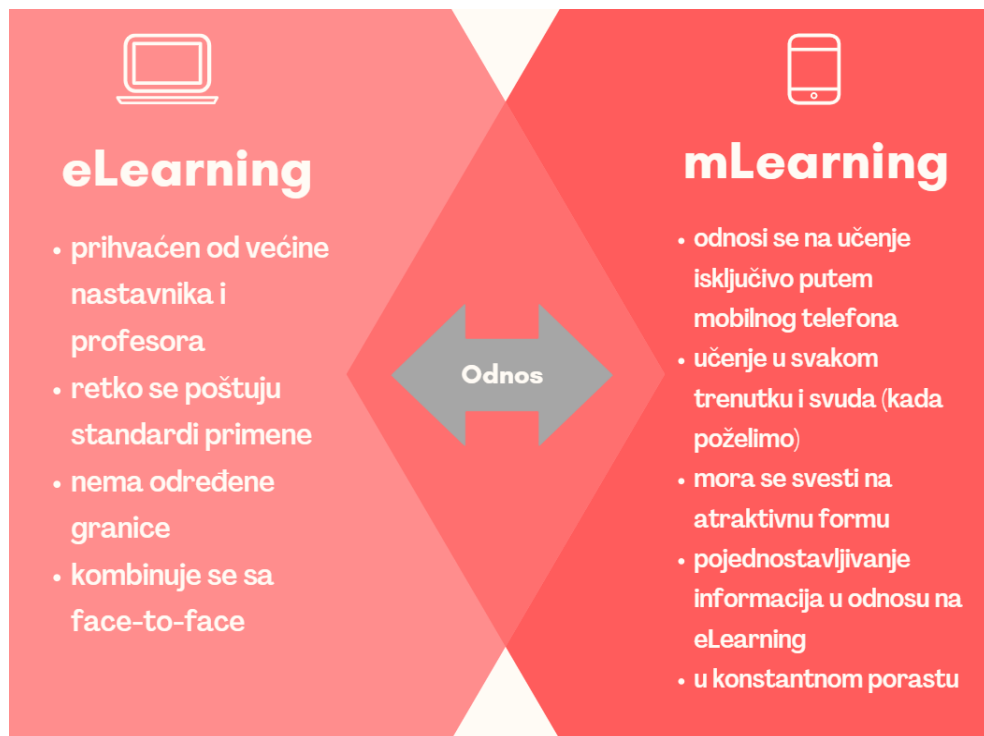 eLearning
• prihvaćen od većine
nastavnika i
profesora
• retko se poštuju
standardi primene
• nema određene
granice
• kombinuje se sa
face-to-face
Odnos
mLearning
• odnosi se na učenje
isključivo putem
mobilnog telefona
• učenje u svakom
trenutku i svuda (kada
poželimo)
• mora se svesti na
atraktivnu formu
• pojednostavljivanje
informacija u odnosu na
eLearning
• u konstantnom porastu